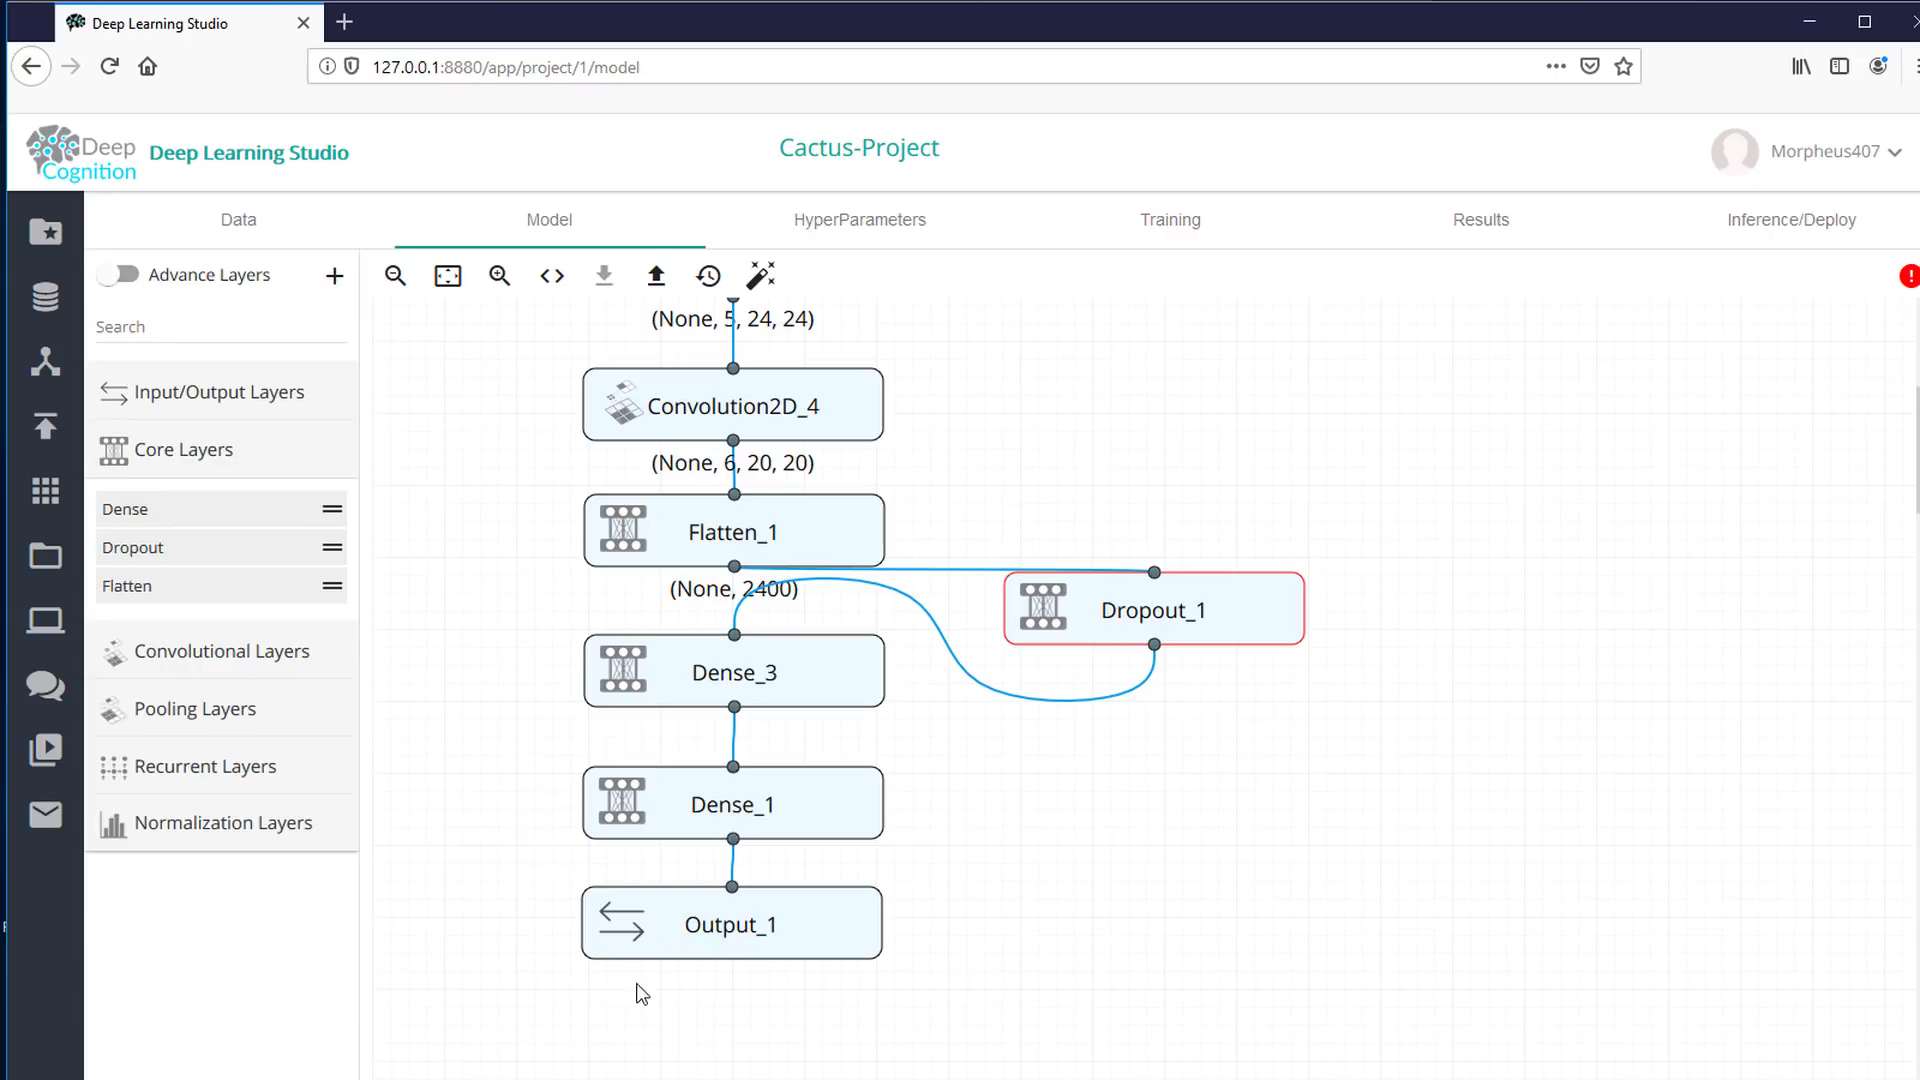 Deep Learning Studio
127.0.0.1:8880/app/project/1/model
Deep
Cognition
Deep Learning Studio
Cactus-Project
Morpheus407
Data
Model
HyperParameters
Training
Results
Inference/Deploy
Advance Layers
Search
Input/Output Layers
Core Layers
Dense
Dropout
Flatten
Convolutional Layers
Pooling Layers
Recurrent Layers
Normalization Layers
(None, 5, 24, 24)
Convolution2D_4
(None, 6, 20, 20)
Flatten_1
(None, 2400)
Dropout_1
Dense_3
Dense_1
Output_1